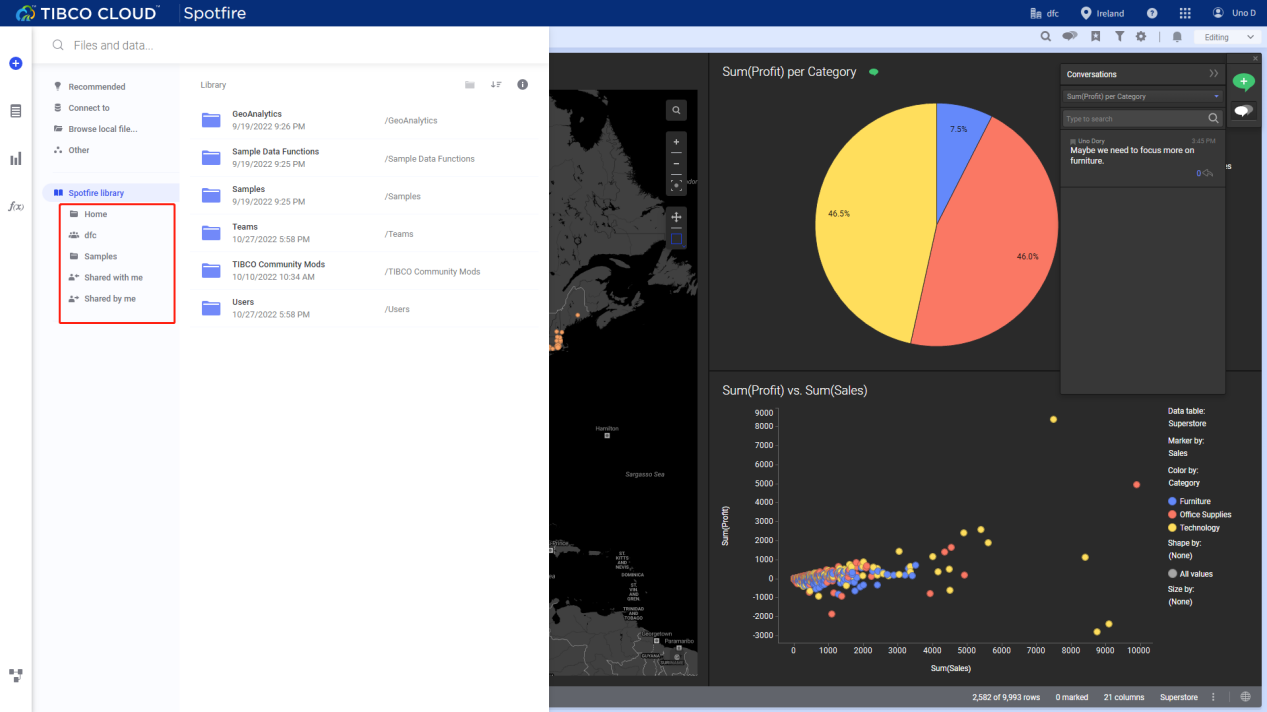 TIBCO CLOUD™ Spotfire
dfc
Ireland
Uno D
Editing
Files and data...
Recommended
Connect to
Browse local file...
Other
Spotfire library
Home
dfc
Samples
Shared with me
Shared by me
f(x)
Library
GeoAnalytics
9/19/2022 9:26 PM
/GeoAnalytics
Sample Data Functions
9/19/2022 9:25 PM
/Sample Data Functions
Samples
9/19/2022 9:25 PM
/Samples
Teams
10/27/2022 5:58 PM
/Teams
TIBCO Community Mods
10/10/2022 10:34 AM
/TIBCO Community Mods
Users
10/27/2022 5:58 PM
/Users
Hamilton
Sargasso Sea
ST.
KITTS
AND
NEVIS
DOMINICA
ST.
VIN
AND
GREN.
TRINIDAD
AND
TOBAGO
Georgetown
Paramaribo
GUYANA
SURINAME
Sum(Profit) per Category
7.5%
46.5%
46.0%
Conversations
Sum(Profit) per Category
Type to search
Uno Dory 3:45 PM
Maybe we need to focus more on
furniture.
0
Sum(Profit) vs. Sum(Sales)
9000
8000
7000
6000
5000
4000
3000
2000
1000
0
-1000
-2000
-3000
Sum(Profit)
0 1000 2000 3000 4000 5000 6000 7000 8000 9000 10000
Sum(Sales)
Data table:
Superstore
Marker by:
Sales
Color by:
Category
Furniture
Office Supplies
Technology
Shape by:
(None)
All values
Size by:
(None)
2,582 of 9,993 rows 0 marked 21 columns Superstore